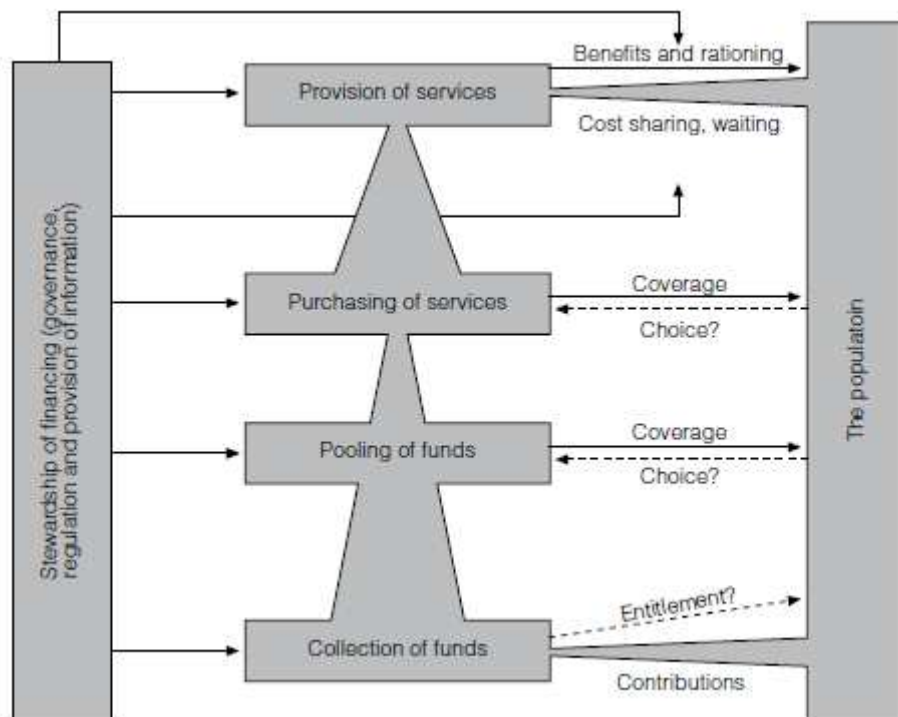 Stewardship of financing (governance,
regulation and provision of information)
Provision of services
Benefits and rationing
Cost sharing, waiting
Purchasing of services
Coverage
Choice?
Pooling of funds
Coverage
Choice?
Entitlement?
Collection of funds
Contributions
The populatoin